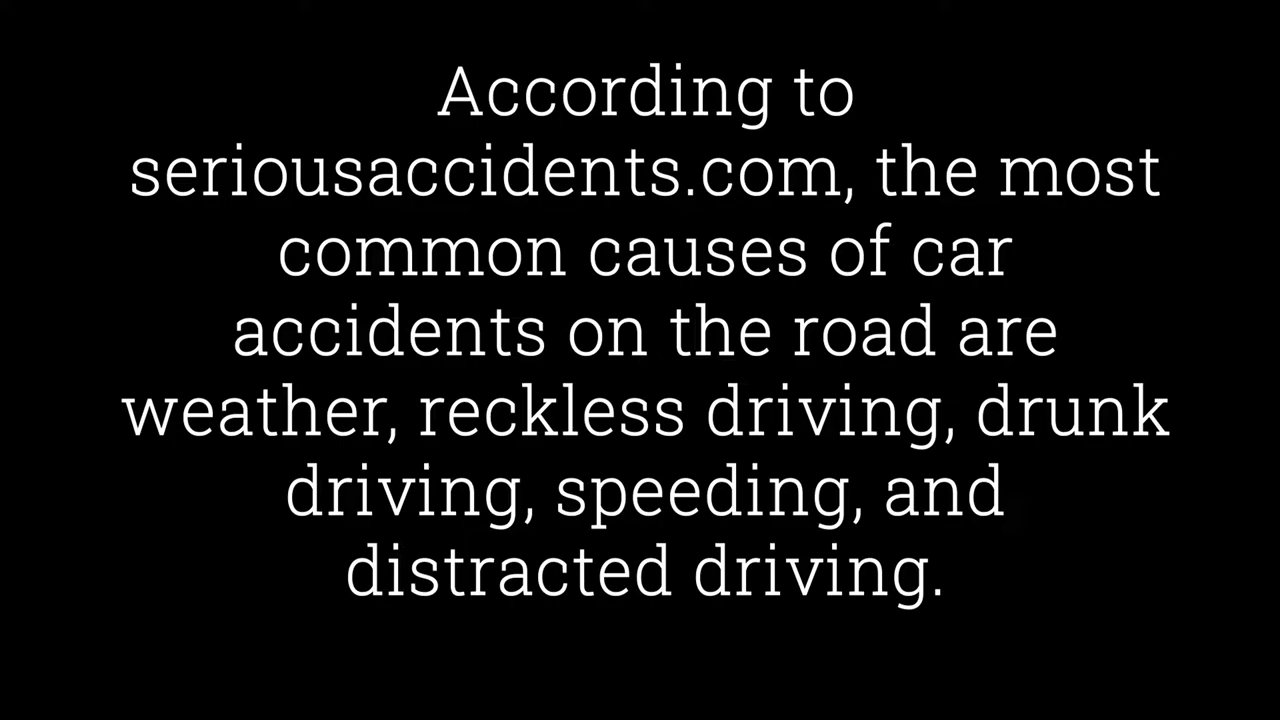 According to
seriousaccidents.com, the most
common causes of car
accidents on the road are
weather, reckless driving, drunk
driving, speeding, and
distracted driving.